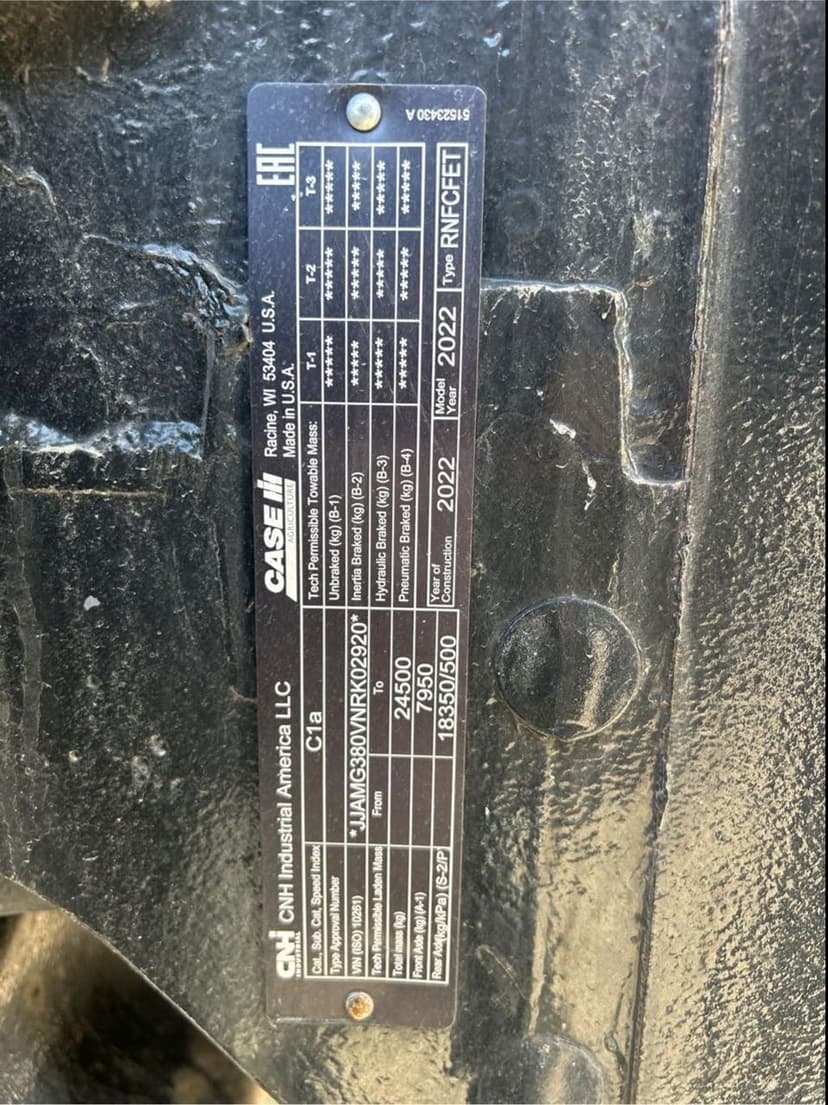 CNH INDUSTRIAL CNH Industrial America LLC CASE IH AGRICULTURE Racine, WI 53404 U.S.A. Made in U.S.A. EAC
Cat., Sub. Cat, Speed Index C1a Tech Permissible Towable Mass: T-1 T-2 T-3
Type Approval Number Unbraked (kg) (B-1) ***** ***** *****
VIN (ISO) 10261) *JJAMG380VNRK02920* Inertia Braked (kg) (B-2) ***** ***** *****
Tech Permissible Laden Mass From To Hydraulic Braked (kg) (B-3) ***** ***** *****
Total mass (kg) 24500 Pneumatic Braked (kg) (B-4) ***** ***** *****
Front Axle (kg) (A-1) 7950
Rear Axle(kg/kPa) (S-2/P) 18350/500 Year of Construction 2022 Model Year 2022 Type RNFCFET
51523430 A